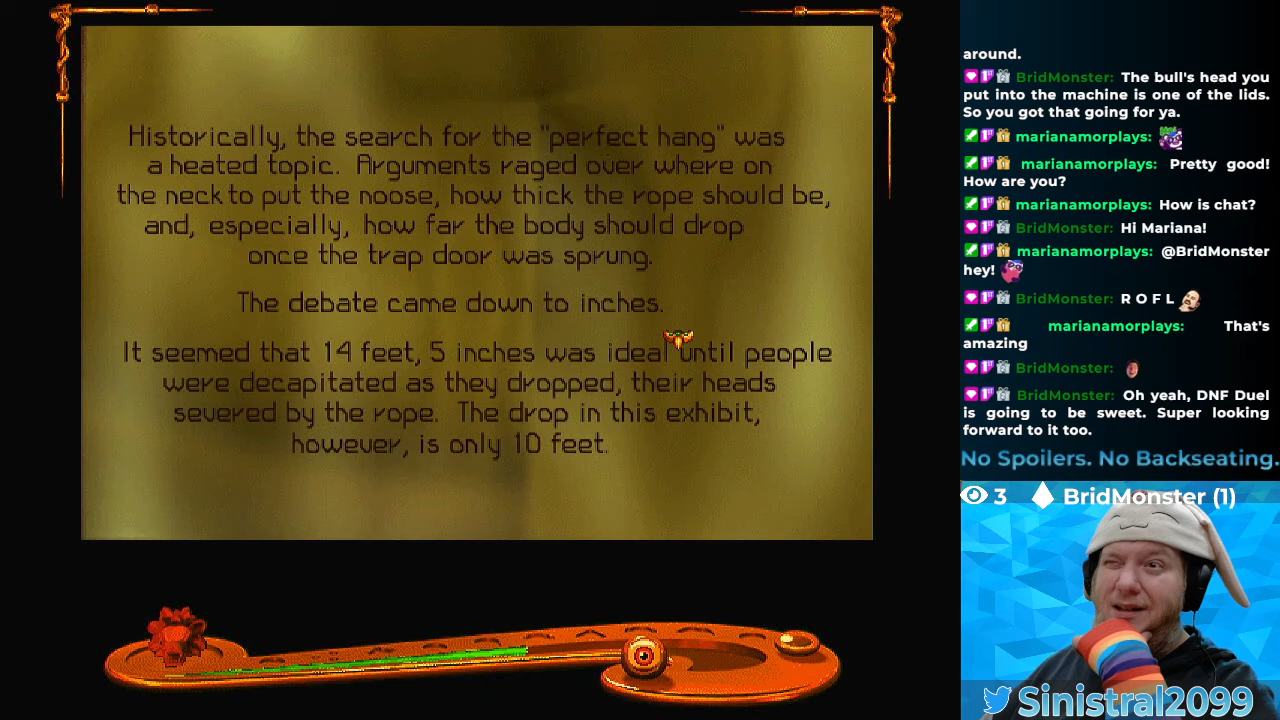 Historically, the search for the "perfect hang" was
a heated topic. Arguments raged over where on
the neck to put the noose, how thick the rope should be,
and, especially, how far the body should drop
once the trap door was sprung.
The debate came down to inches.
It seemed that 14 feet, 5 inches was ideal until people
were decapitated as they dropped, their heads
severed by the rope. The drop in this exhibit,
however, is only 10 feet.
around.
BridMonster: The bull's head you
put into the machine is one of the lids.
So you got that going for ya.
marianamorplays:
marianamorplays: Pretty good!
How are you?
marianamorplays: How is chat?
BridMonster: Hi Mariana!
marianamorplays: @BridMonster
hey!
BridMonster: R O F L
marianamorplays: That's
amazing
BridMonster:
BridMonster: Oh yeah, DNF Duel
is going to be sweet. Super looking
forward to it too.
No Spoilers. No Backseating.
3 BridMonster (1)
Sinistral2099